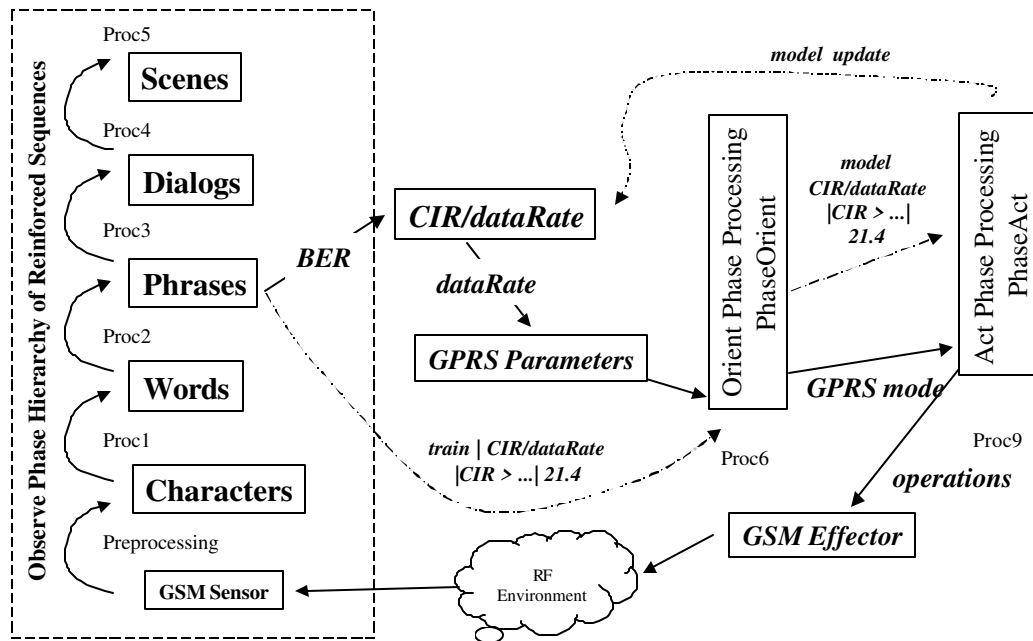 Observe Phase Hierarchy of Reinforced Sequences
Proc5
Scenes
Proc4
Dialogs
Proc3
Phrases
Proc2
Words
Proc1
Characters
Preprocessing
GSM Sensor
BER
CIR/dataRate
dataRate
GPRS Parameters
train | CIR/dataRate
|CIR > ...| 21.4
model update
Orient Phase Processing
PhaseOrient
Proc6
model
CIR/dataRate
|CIR > ...|
21.4
GPRS mode
Act Phase Processing
PhaseAct
Proc9
operations
GSM Effector
RF
Environment